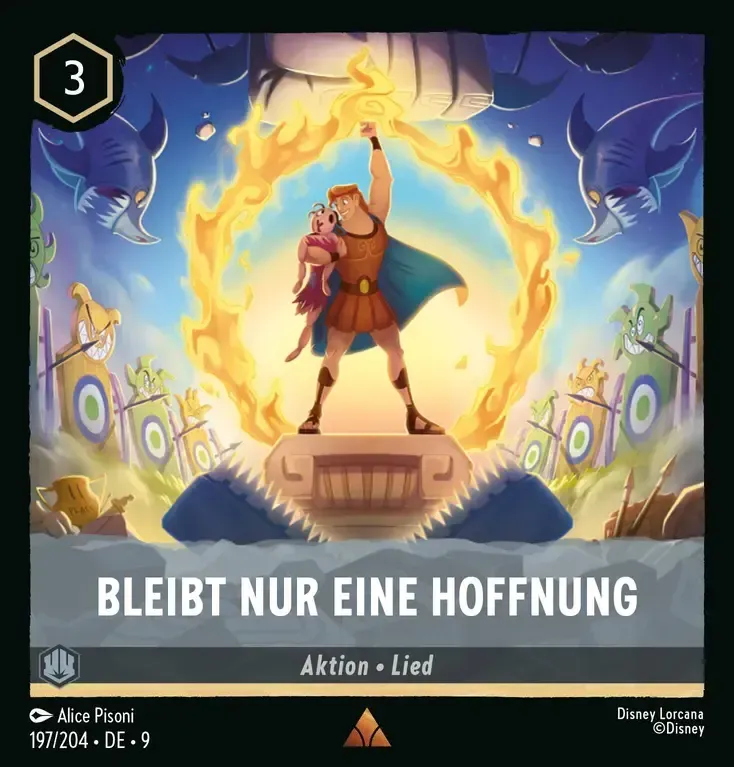 3
BLEIBT NUR EINE HOFFNUNG
Aktion • Lied
Alice Pisoni
Disney Lorcana
197/204 • DE • 9
©Disney